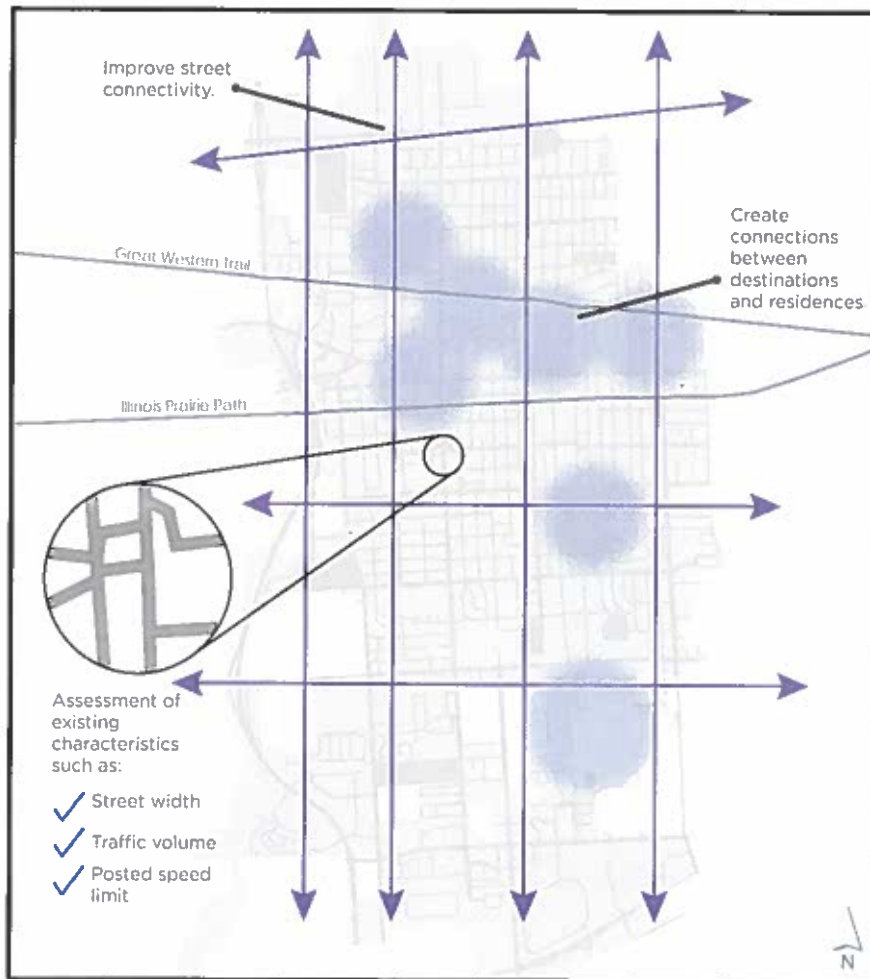 Improve street
connectivity.
Create
connections
between
destinations
and residences
Great Western Trail
Illinois Prairie Path
Assessment of
existing
characteristics
such as:
Street width
Traffic volume
Posted speed
limit
N